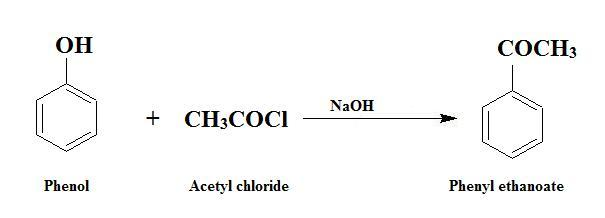 OH
COCH3
+
CH3COCl
NaOH
Phenol
Acetyl chloride
Phenyl ethanoate